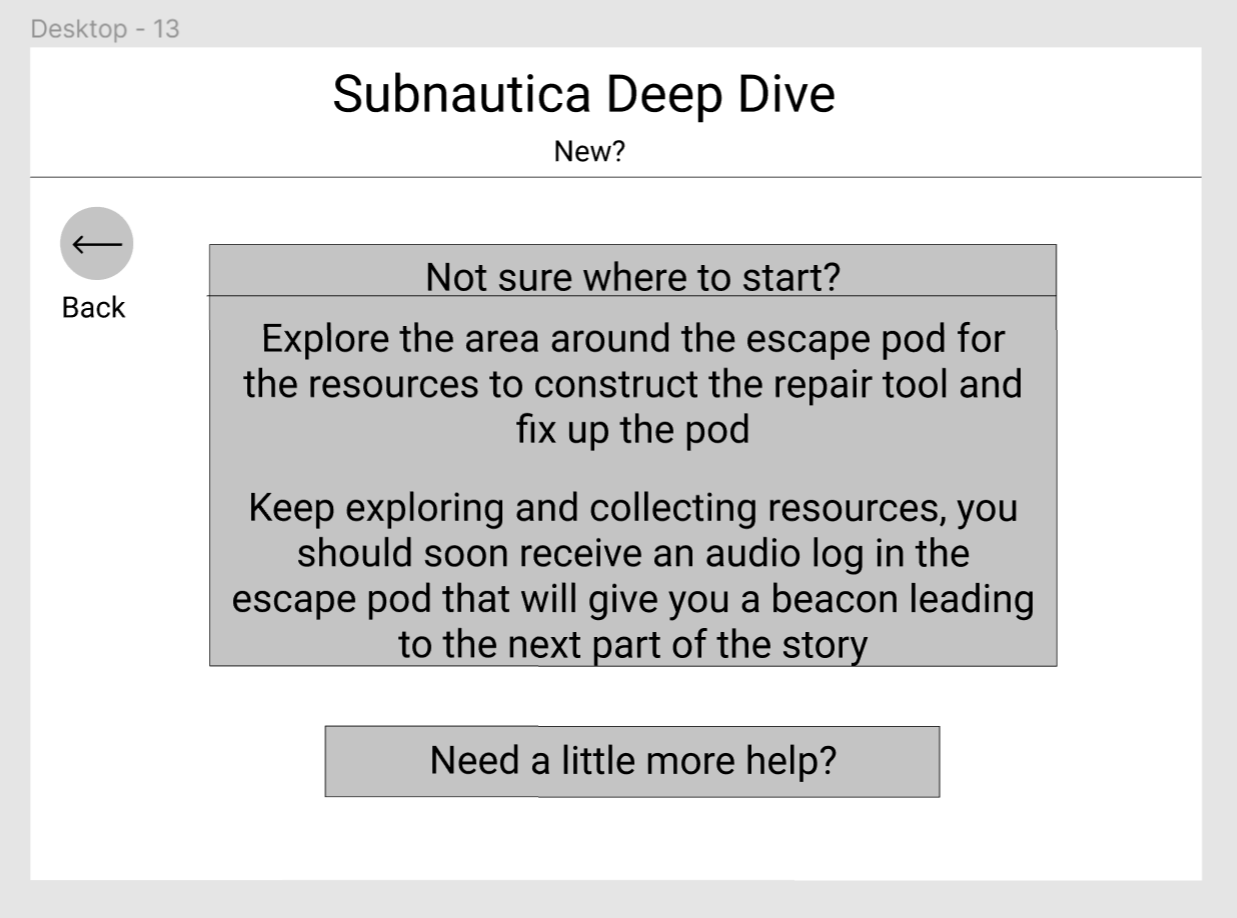 Desktop - 13
Subnautica Deep Dive
New?
Back
Not sure where to start?
Explore the area around the escape pod for
the resources to construct the repair tool and
fix up the pod
Keep exploring and collecting resources, you
should soon receive an audio log in the
escape pod that will give you a beacon leading
to the next part of the story
Need a little more help?